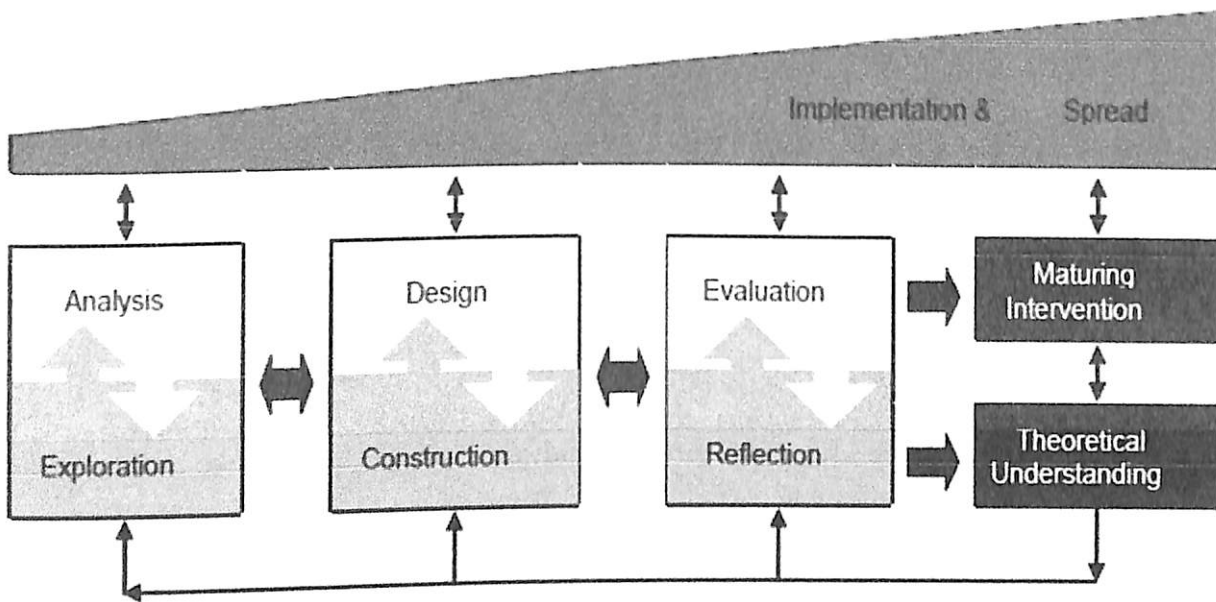 Implementation & Spread
Analysis
Exploration
Design
Construction
Evaluation
Reflection
Maturing
Intervention
Theoretical
Understanding